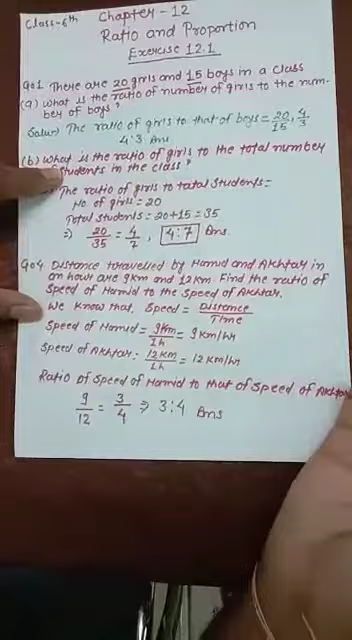 Class-6th Chapter-12
Ratio and Proportion
Exercise 12.1
Qo1 There are 20 girls and 15 boys in a class
(a) What is the ratio of number of girls to the num-
ber of boys?
The ratio of girls to that of boys = 20/15, 4/3
4:3 Ans
(b) What is the ratio of girls to the total number
students in the class?
The ratio of girls to total students =
No of girls = 20
Total students = 20+15 = 35
⇒ 20/35 = 4/7, 4:7 Ans.
Qo4. Distance travelled by Hamid and Akhtar in
an hour are 9km and 12km. Find the ratio of
Speed of Hamid to the Speed of Akhtar.
We know that, Speed = Distance/Time
Speed of Hamid = 9km/1h = 9km/hr
Speed of Akhtar = 12km/1h = 12km/hr
Ratio of Speed of Hamid to that of Speed of Akhtar
9/12 = 3/4 ⇒ 3:4 Ans